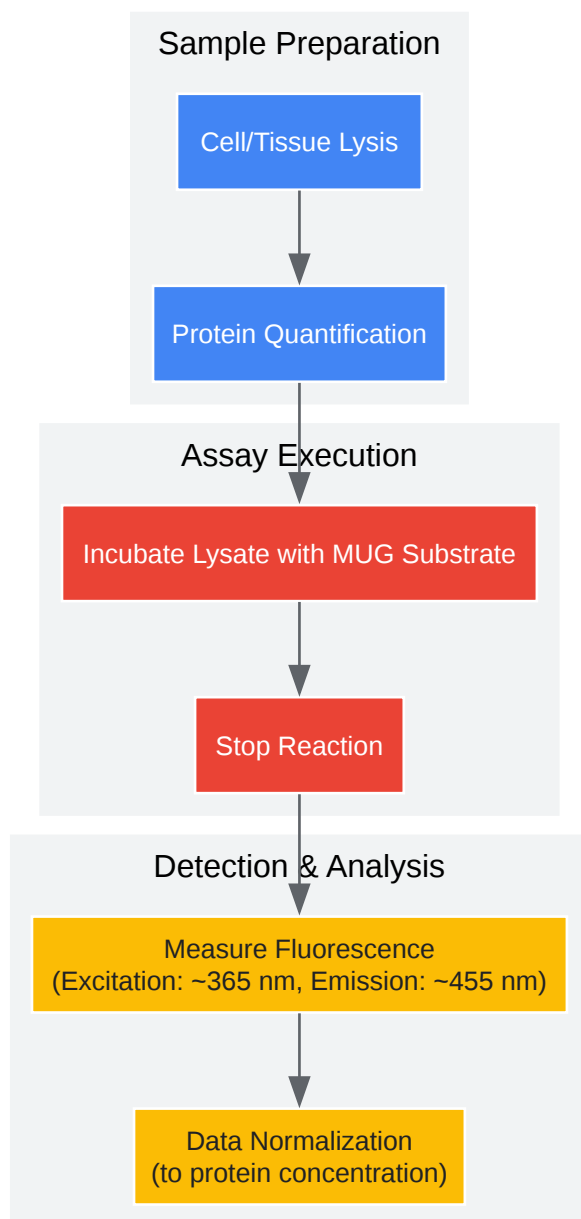 Sample Preparation
Cell/Tissue Lysis
Protein Quantification
Assay Execution
Incubate Lysate with MUG Substrate
Stop Reaction
Detection & Analysis
Measure Fluorescence
(Excitation: ~365 nm, Emission: ~455 nm)
Data Normalization
(to protein concentration)